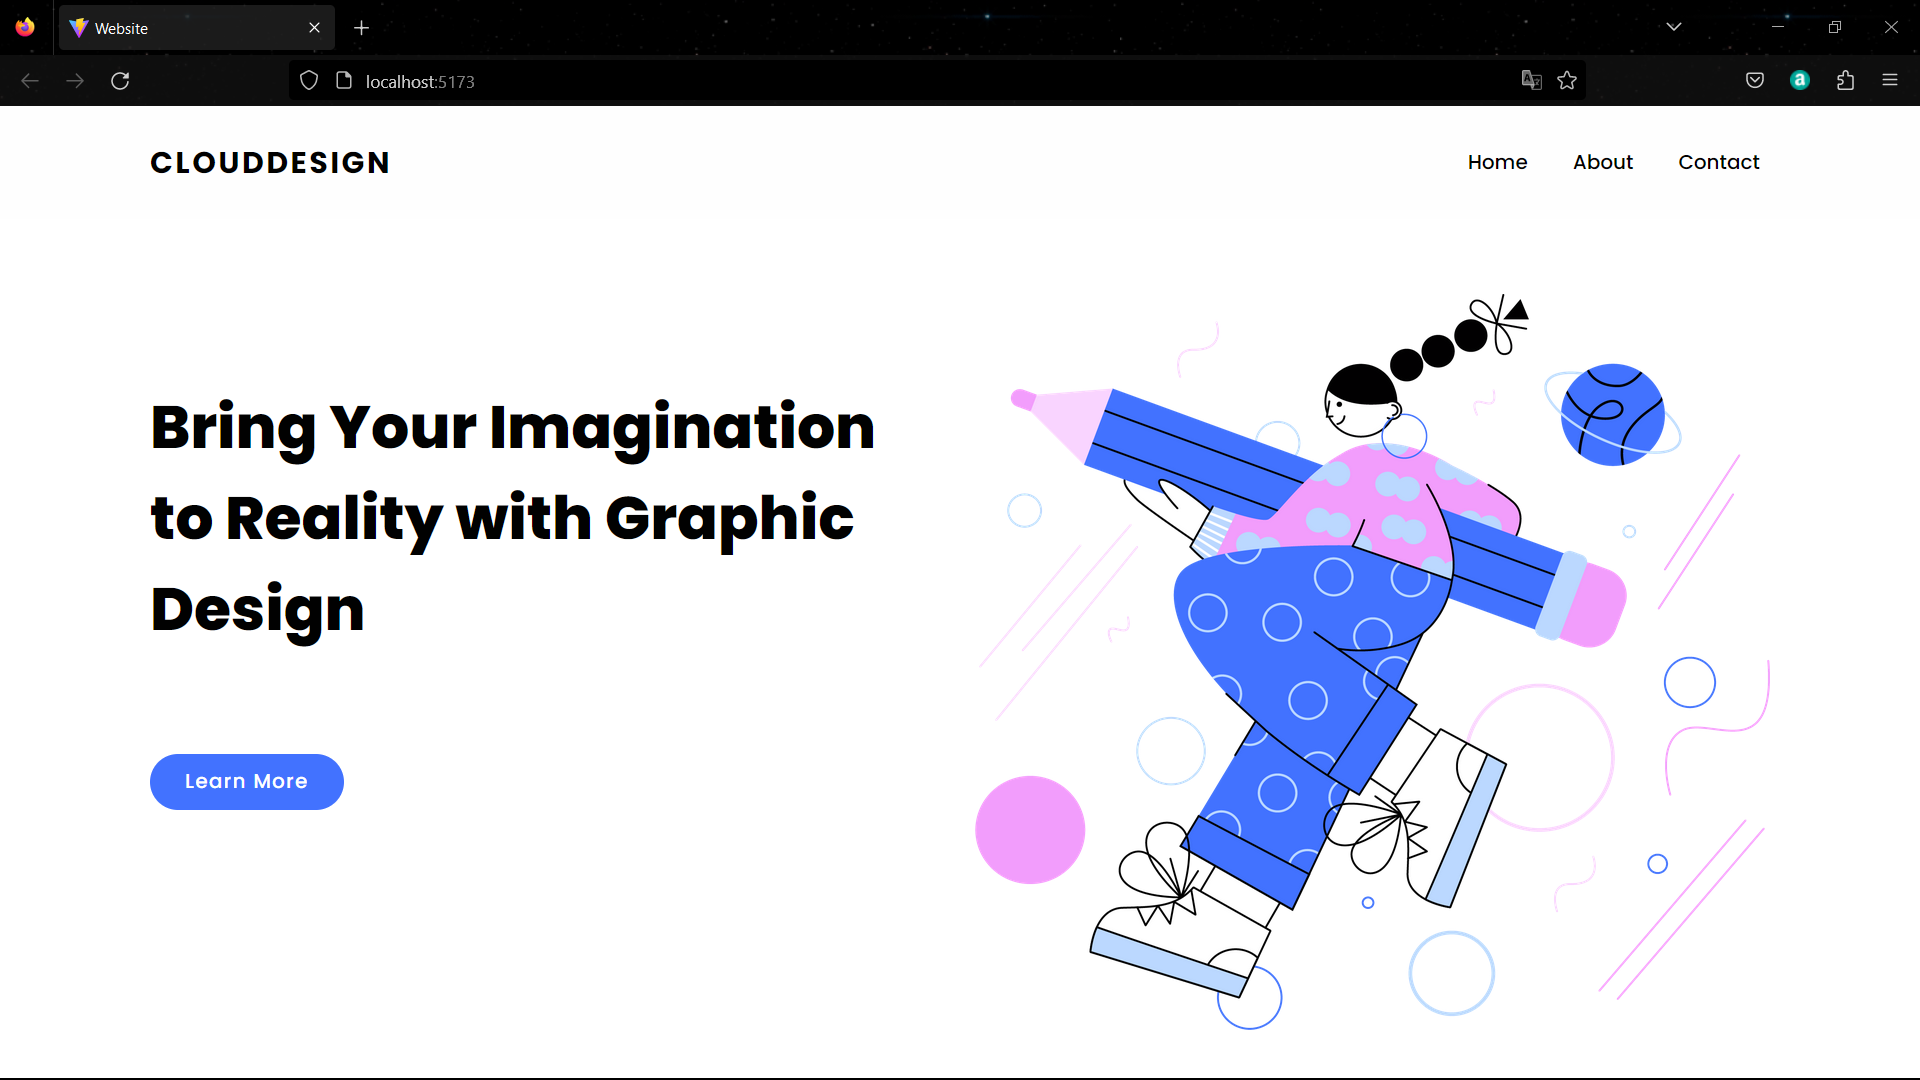 Website
localhost:5173
CLOUDDESIGN
Home About Contact
Bring Your Imagination
to Reality with Graphic
Design
Learn More